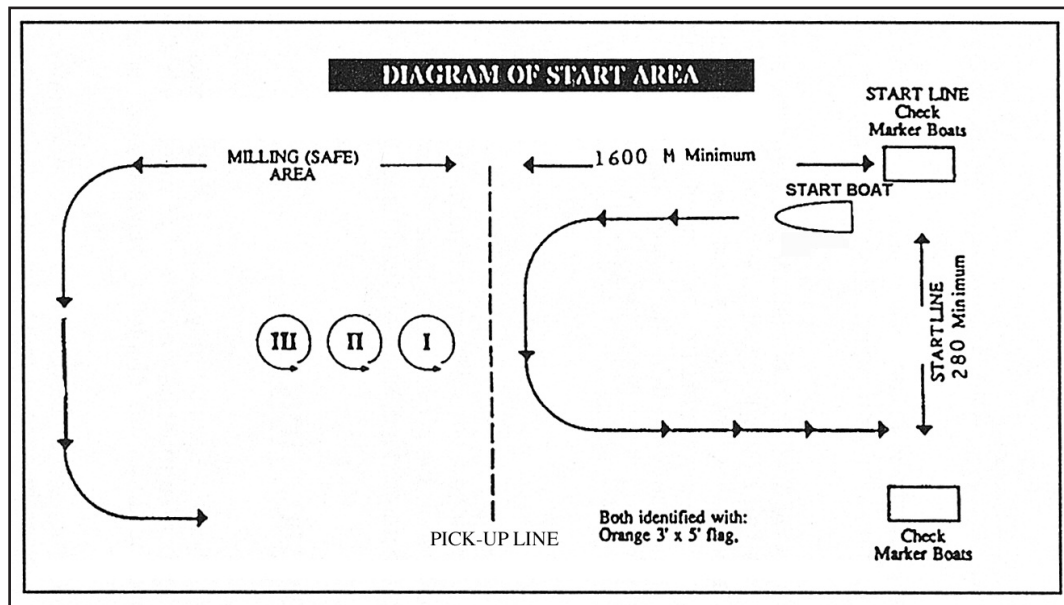 DIAGRAM OF START AREA
START LINE
Check
Marker Boats
MILLING (SAFE)
AREA
1600 M Minimum
START BOAT
START LINE
280 Minimum
III II I
PICK-UP LINE
Both identified with:
Orange 3' x 5' flag.
Check
Marker Boats